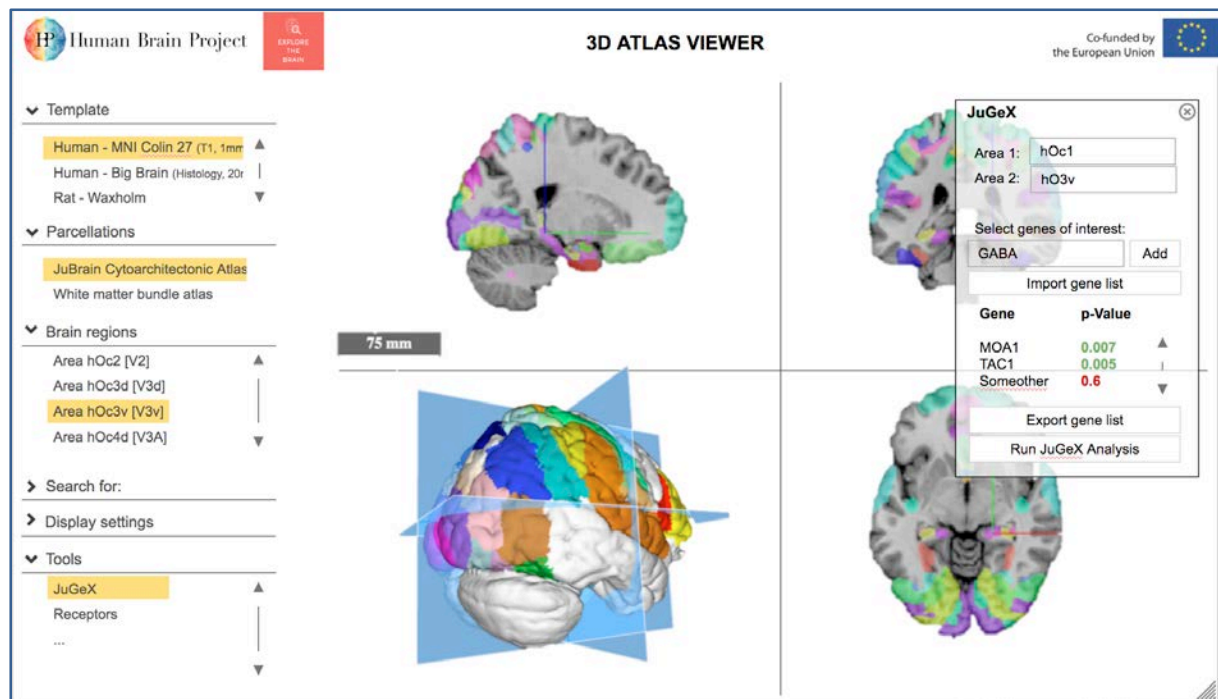 HP Human Brain Project
EXPLORE
THE
BRAIN
3D ATLAS VIEWER
Co-funded by
the European Union
Template
Human - MNI Colin 27 (T1, 1mm
Human - Big Brain (Histology, 20
Rat - Waxholm
Parcellations
JuBrain Cytoarchitectonic Atlas
White matter bundle atlas
Brain regions
Area hOc2 [V2]
Area hOc3d [V3d]
Area hOc3v [V3v]
Area hOc4d [V3A]
Search for:
Display settings
Tools
JuGeX
Receptors
...
75 mm
JuGeX
Area 1: hOc1
Area 2: hO3v
Select genes of interest:
GABA Add
Import gene list
Gene p-Value
MOA1 0.007
TAC1 0.005
Someother 0.6
Export gene list
Run JuGeX Analysis